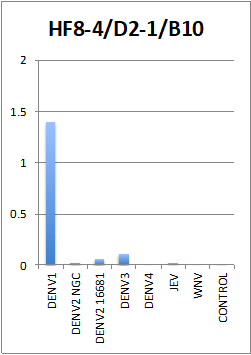 HF8-4/D2-1/B10
2
1.5
1
0.5
0
DENV1
DENV2 NGC
DENV2 16681
DENV3
DENV4
JEV
WNV
CONTROL